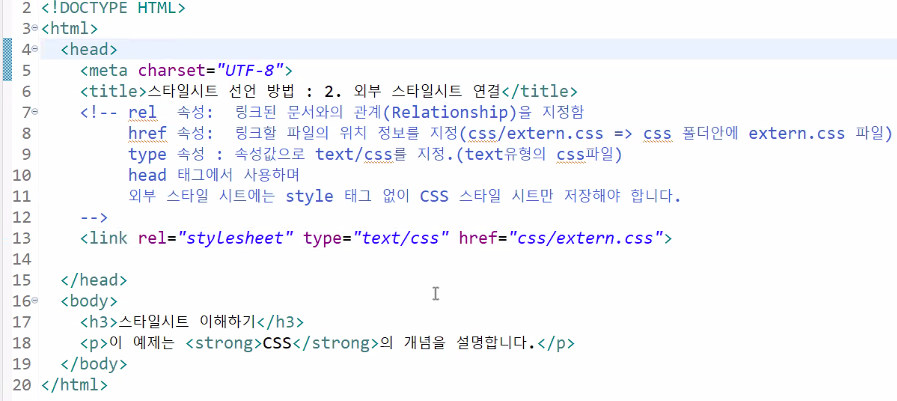 2 <!DOCTYPE HTML>
3 <html>
4 <head>
5 <meta charset="UTF-8">
6 <title>스타일시트 선언 방법 : 2. 외부 스타일시트 연결</title>
7 <!-- rel 속성: 링크된 문서와의 관계(Relationship)을 지정함
8 href 속성: 링크할 파일의 위치 정보를 지정(css/extern.css => css 폴더안에 extern.css 파일)
9 type 속성 : 속성값으로 text/css를 지정.(text유형의 css파일)
10 head 태그에서 사용하며
11 외부 스타일 시트에는 style 태그 없이 CSS 스타일 시트만 저장해야 합니다.
12 -->
13 <link rel="stylesheet" type="text/css" href="css/extern.css">
14
15 </head>
16 <body>
17 <h3>스타일시트 이해하기</h3>
18 <p>이 예제는 <strong>CSS</strong>의 개념을 설명합니다.</p>
19 </body>
20 </html>